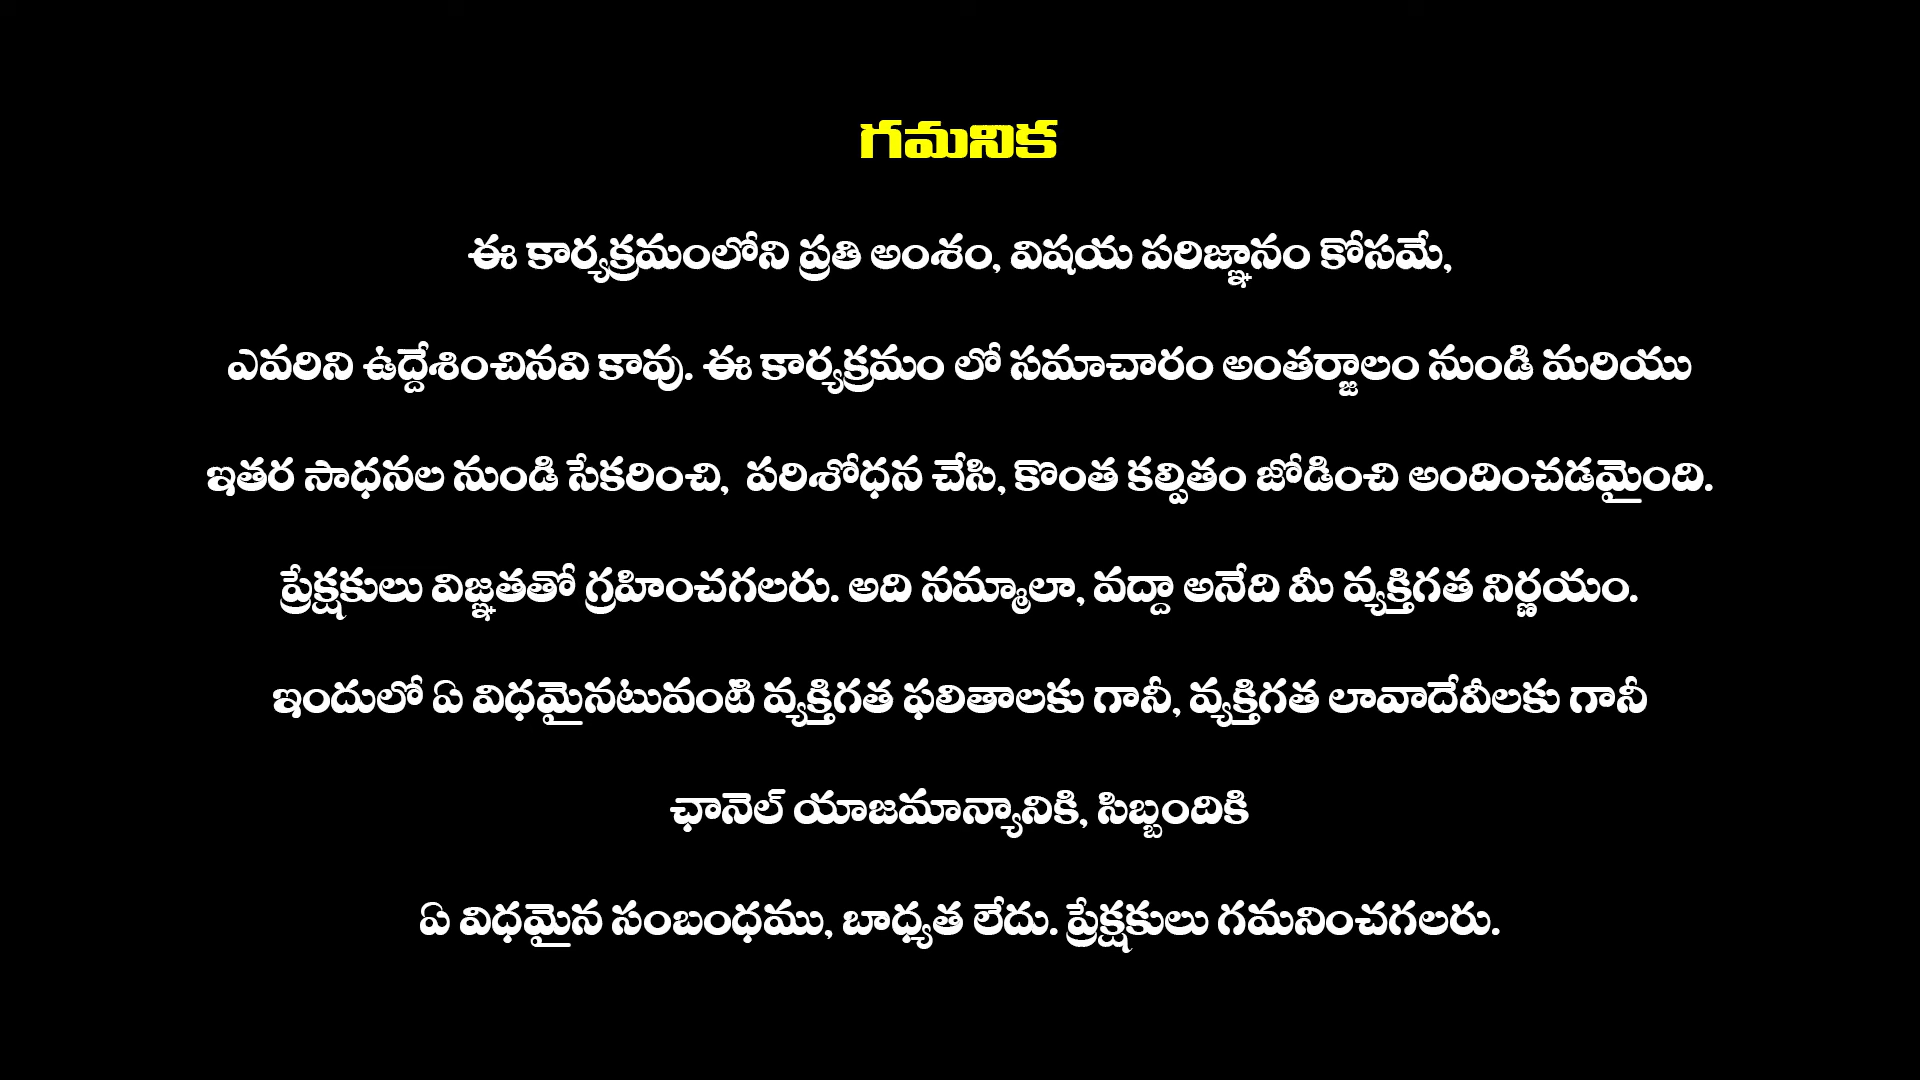 గమనిక
ఈ కార్యక్రమంలోని ప్రతి అంశం, విషయ పరిజ్ఞానం కోసమే,
ఎవరిని ఉద్దేశించినవి కావు. ఈ కార్యక్రమం లో సమాచారం అంతర్జాలం నుండి మరియు
ఇతర సాధనల నుండి సేకరించి, పరిశోధన చేసి, కొంత కల్పితం జోడించి అందించడమైంది.
ప్రేక్షకులు విజ్ఞతతో గ్రహించగలరు. అది నమ్మాలా, వద్దా అనేది మీ వ్యక్తిగత నిర్ణయం.
ఇందులో ఏ విధమైనటువంటి వ్యక్తిగత ఫలితాలకు గానీ, వ్యక్తిగత లావాదేవీలకు గానీ
ఛానెల్ యాజమాన్యానికి, సిబ్బందికి
ఏ విధమైన సంబంధము, బాధ్యత లేదు. ప్రేక్షకులు గమనించగలరు.